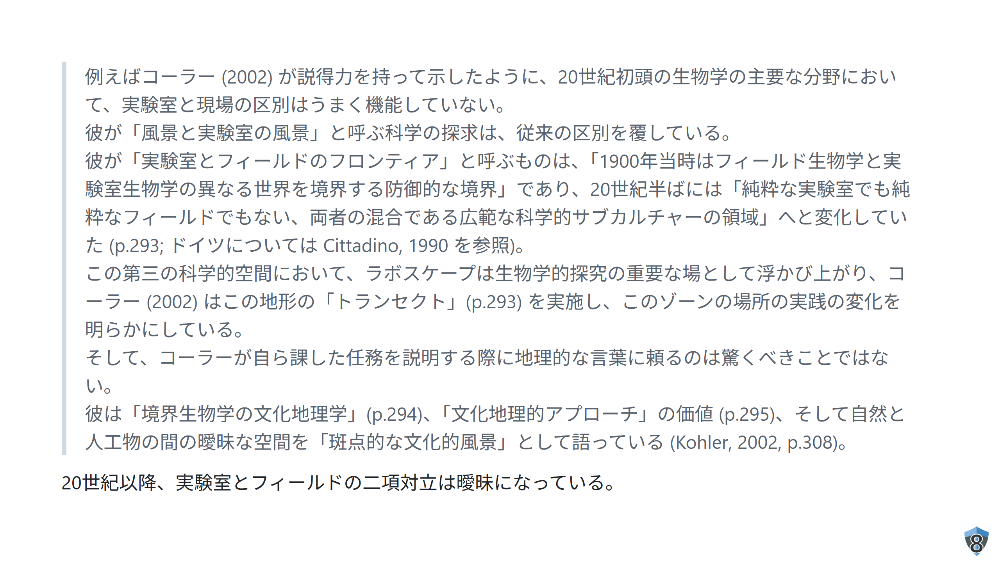 例えばコーラー (2002) が説得力を持って示したように、20世紀初頭の生物学の主要な分野におい
て、実験室と現場の区別はうまく機能していない。
彼が「風景と実験室の風景」と呼ぶ科学の探求は、従来の区別を覆している。
彼が「実験室とフィールドのフロンティア」と呼ぶものは、「1900年当時はフィールド生物学と実
験室生物学の異なる世界を境界する防御的な境界」であり、20世紀半ばには「純粋な実験室でも純
粋なフィールドでもない、両者の混合である広範な科学的サブカルチャーの領域」へと変化してい
た (p.293; ドイツについては Cittadino, 1990 を参照)。
この第三の科学的空間において、ラボスケープは生物学的探究の重要な場として浮かび上がり、コ
ーラー (2002) はこの地形の「トランセクト」(p.293) を実施し、このゾーンの場所の実践の変化を
明らかにしている。
そして、コーラーが自ら課した任務を説明する際に地理的な言葉に頼るのは驚くべきことではな
い。
彼は「境界生物学の文化地理学」(p.294)、「文化地理的アプローチ」の価値 (p.295)、そして自然と
人工物の間の曖昧な空間を「斑点的な文化的風景」として語っている (Kohler, 2002, p.308)。
20世紀以降、実験室とフィールドの二項対立は曖昧になっている。
8